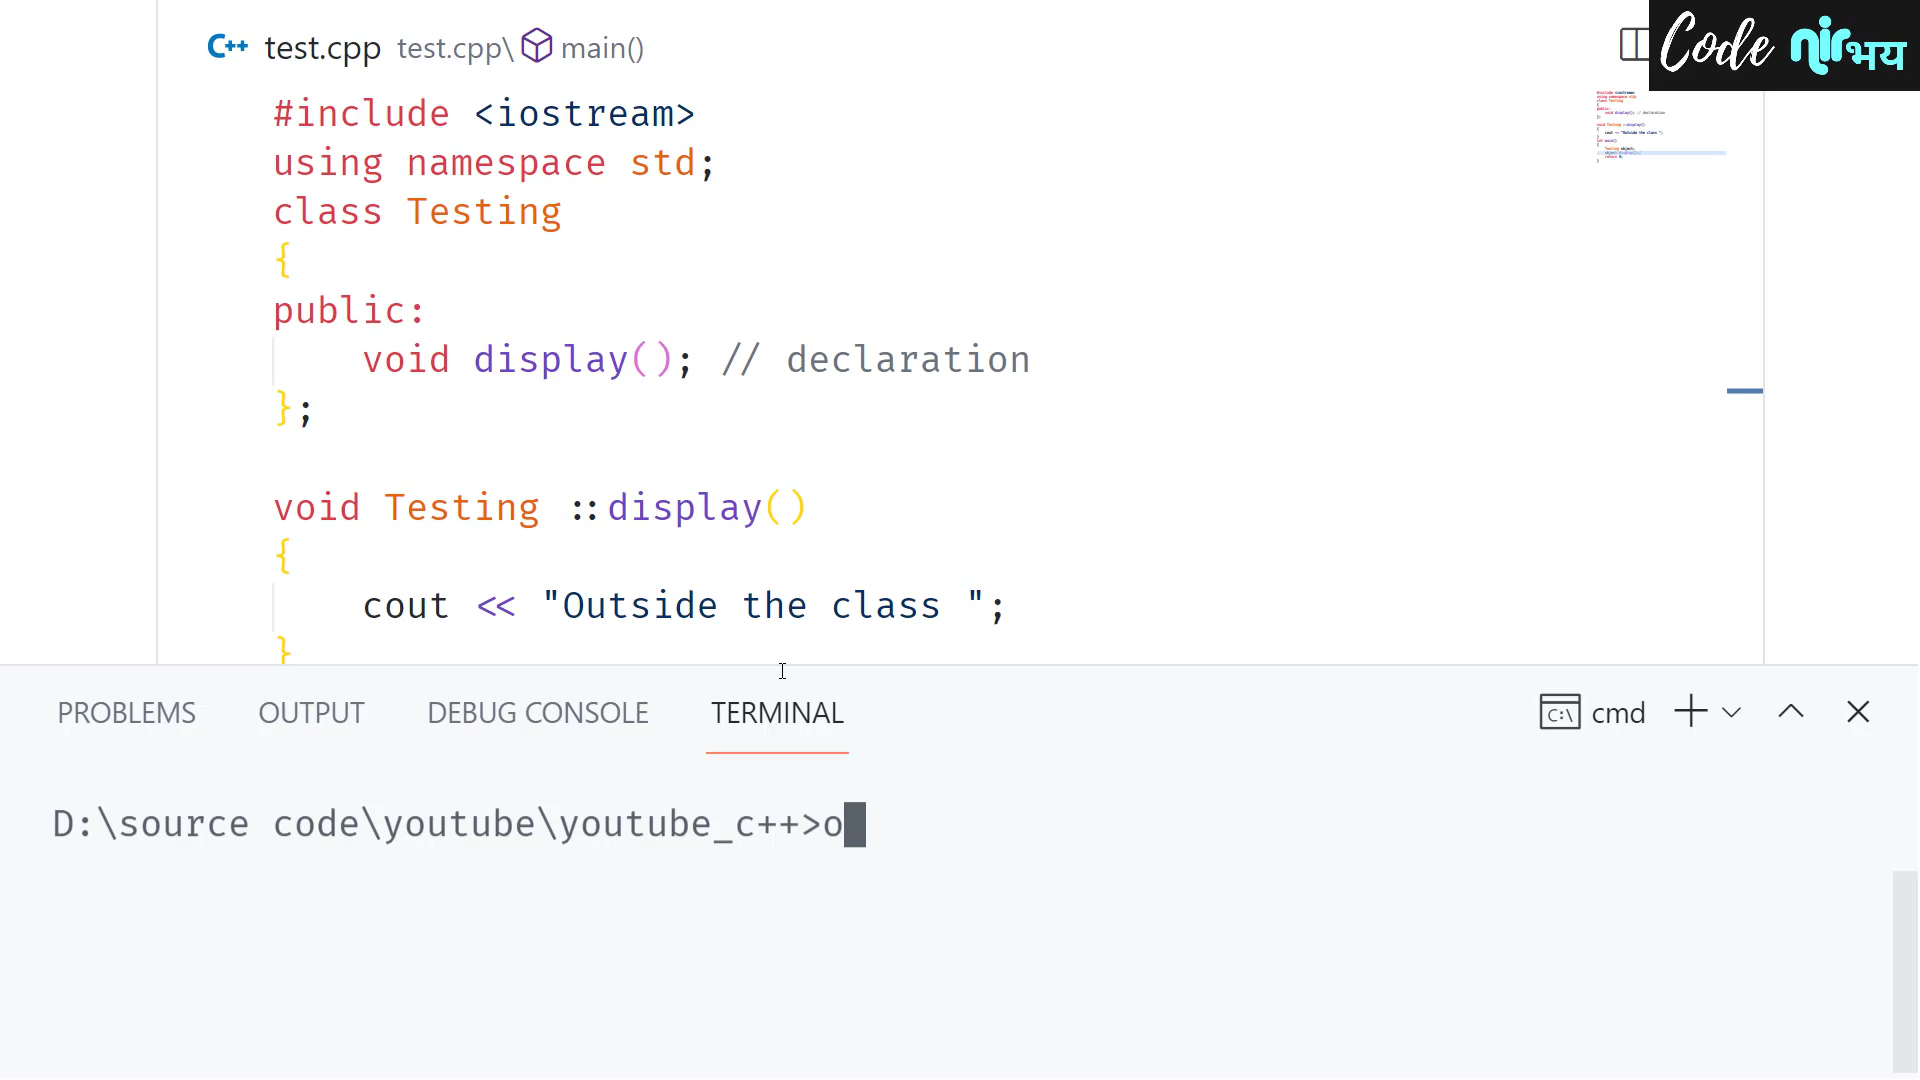 test.cpp test.cpp\ main()
Code nirभय
#include <iostream>
using namespace std;
class Testing
{
public:
void display(); // declaration
};
void Testing ::display()
{
cout << "Outside the class ";
}
PROBLEMS OUTPUT DEBUG CONSOLE TERMINAL cmd
D:\source code\youtube\youtube_c++>o